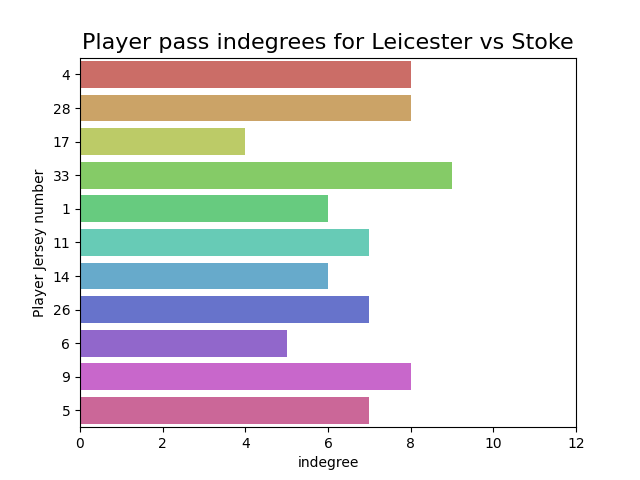 Player pass indegrees for Leicester vs Stoke
4
28
17
33
1
11
14
26
6
9
5
Player Jersey number
0 2 4 6 8 10 12
indegree